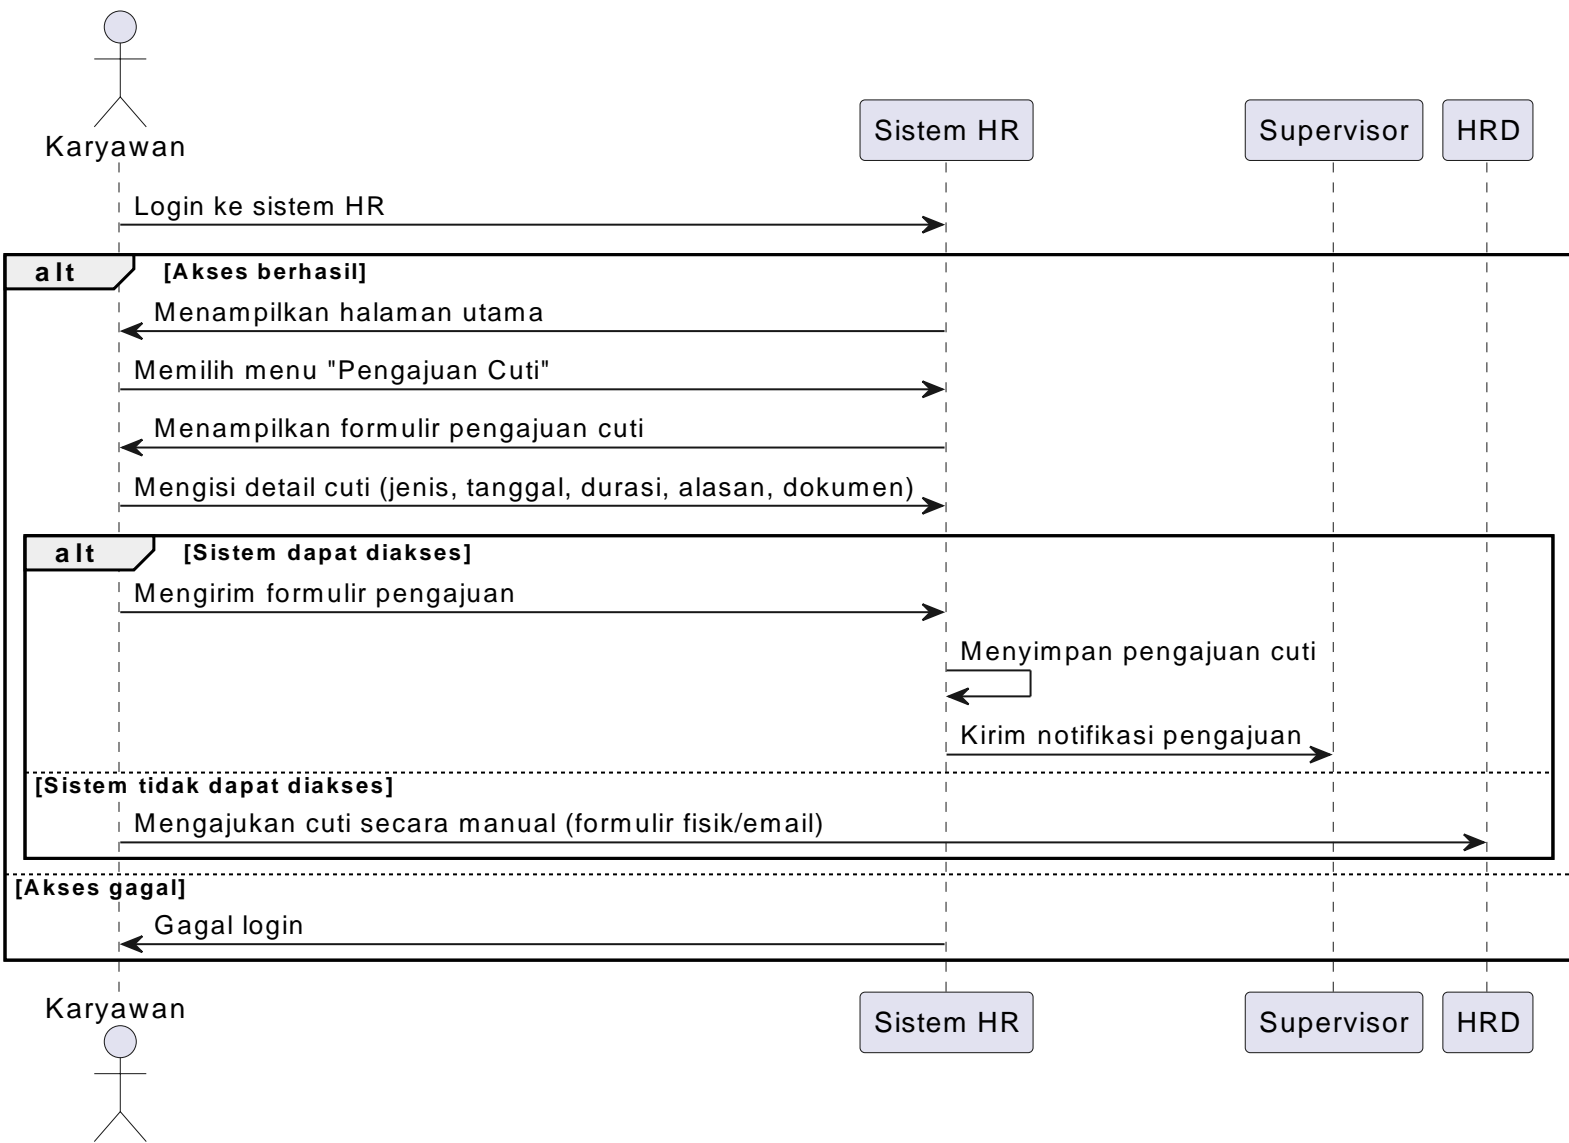 Karyawan
Sistem HR
Supervisor
HRD
Login ke sistem HR
alt
[Akses berhasil]
Menampilkan halaman utama
Memilih menu "Pengajuan Cuti"
Menampilkan formulir pengajuan cuti
Mengisi detail cuti (jenis, tanggal, durasi, alasan, dokumen)
alt
[Sistem dapat diakses]
Mengirim formulir pengajuan
Menyimpan pengajuan cuti
Kirim notifikasi pengajuan
[Sistem tidak dapat diakses]
Mengajukan cuti secara manual (formulir fisik/email)
[Akses gagal]
Gagal login
Karyawan
Sistem HR
Supervisor
HRD